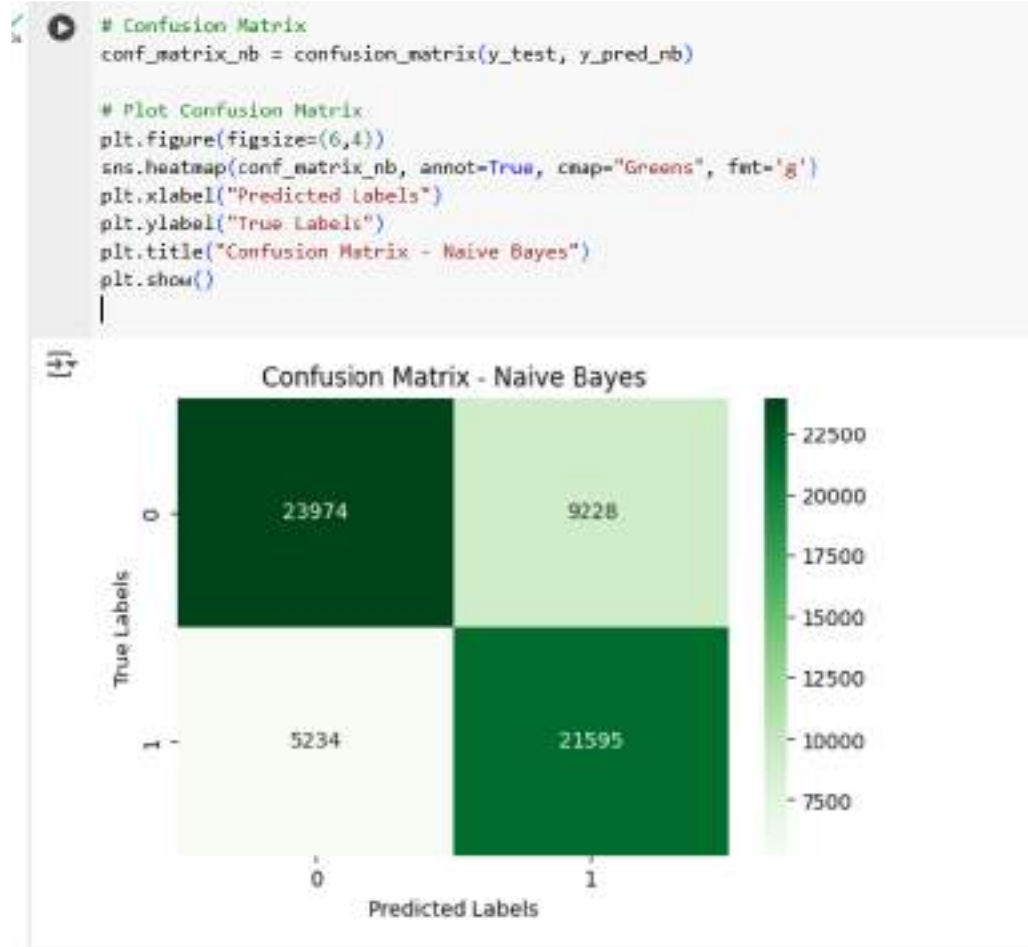 # Confusion Matrix
conf_matrix_nb = confusion_matrix(y_test, y_pred_nb)
# Plot Confusion Matrix
plt.figure(figsize=(6,4))
sns.heatmap(conf_matrix_nb, annot=True, cmap="Greens", fmt='g')
plt.xlabel("Predicted Labels")
plt.ylabel("True Labels")
plt.title("Confusion Matrix - Naive Bayes")
plt.show()
Confusion Matrix - Naive Bayes
22500
20000
17500
15000
12500
10000
7500
True Labels
0
23974
9228
1
5234
21595
0
1
Predicted Labels